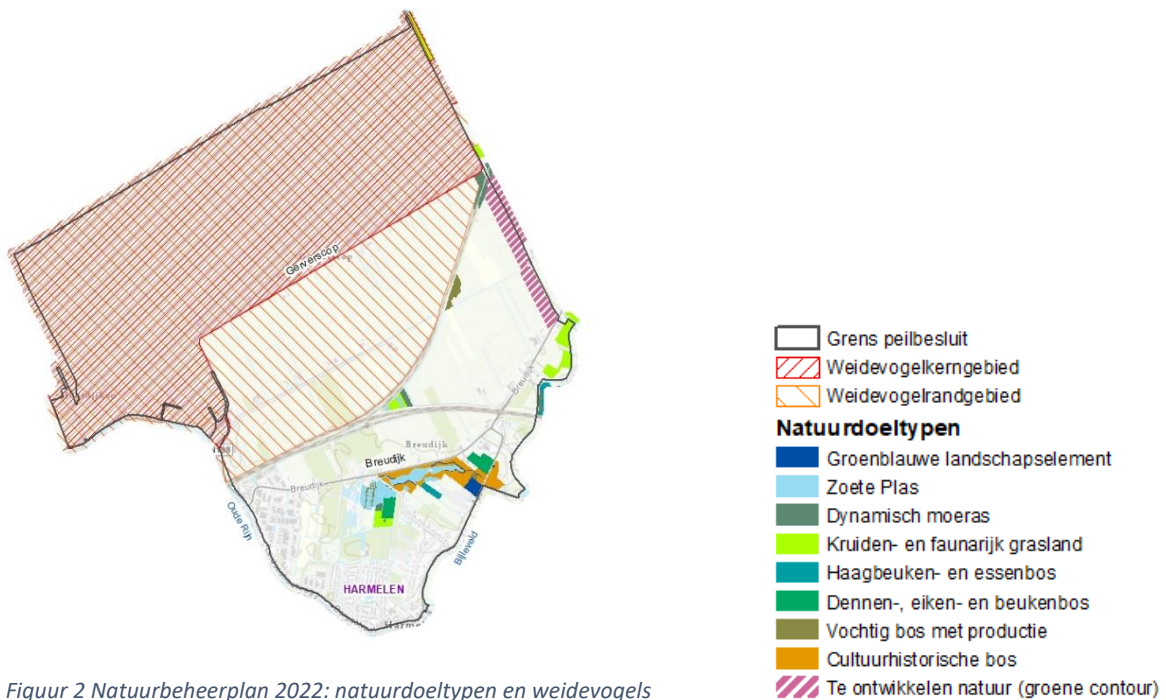 Gerverscop
Breudijk
Breudijk
Breudijk
Breudijk
Oude Rijn
Bijleveld
HARMELEN
Grens peilbesluit
Weidevogelkerngebied
Weidevogelrandgebied
Natuurdoeltypen
Groenblauwe landschapselement
Zoete Plas
Dynamisch moeras
Kruiden- en faunarijk grasland
Haagbeuken- en essenbos
Dennen-, eiken- en beukenbos
Vochtig bos met productie
Cultuurhistorische bos
Te ontwikkelen natuur (groene contour)
Figuur 2 Natuurbeheerplan 2022: natuurdoeltypen en weidevogels